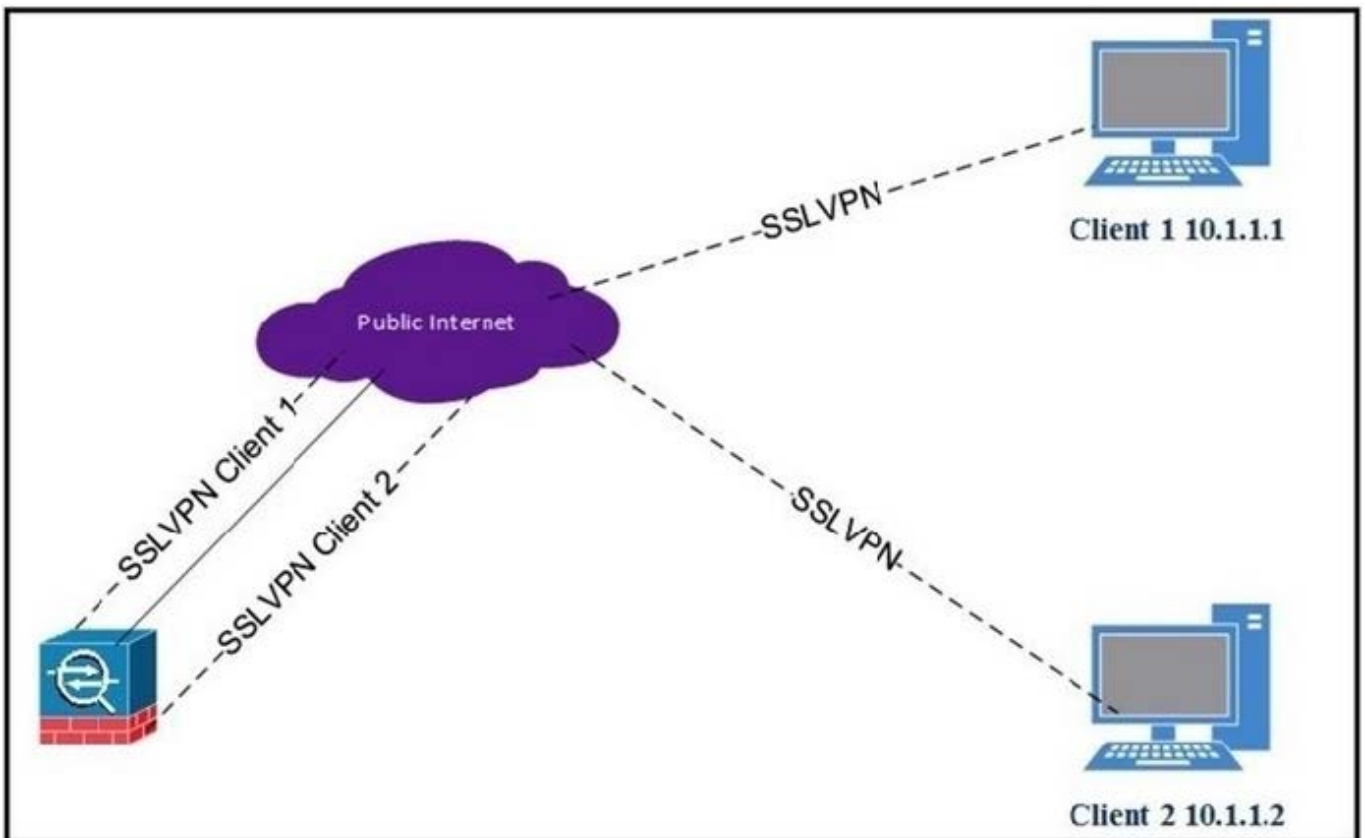 SSLVPN
Client 1 10.1.1.1
Public Internet
SSLVPN Client 1
SSLVPN Client 2
SSLVPN
Client 2 10.1.1.2